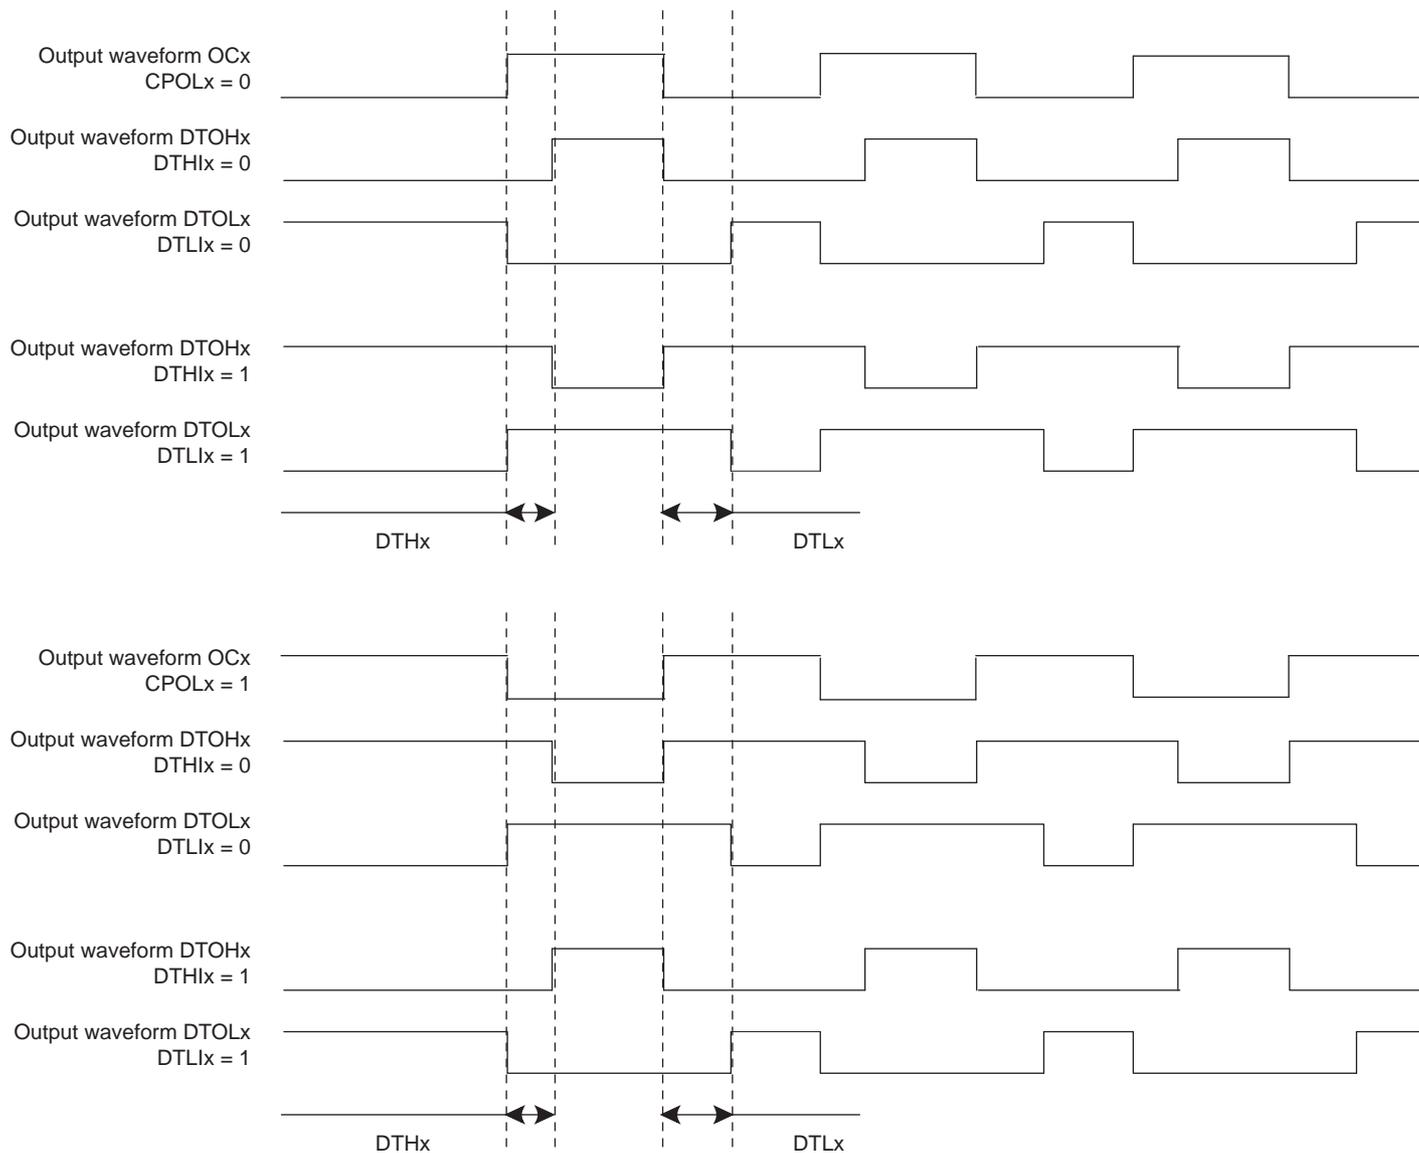 Output waveform OCx
CPOLx = 0
Output waveform DTOHx
DTHIx = 0
Output waveform DTOLx
DTLIx = 0
Output waveform DTOHx
DTHIx = 1
Output waveform DTOLx
DTLIx = 1
DTHx
DTLx
Output waveform OCx
CPOLx = 1
Output waveform DTOHx
DTHIx = 0
Output waveform DTOLx
DTLIx = 0
Output waveform DTOHx
DTHIx = 1
Output waveform DTOLx
DTLIx = 1
DTHx
DTLx